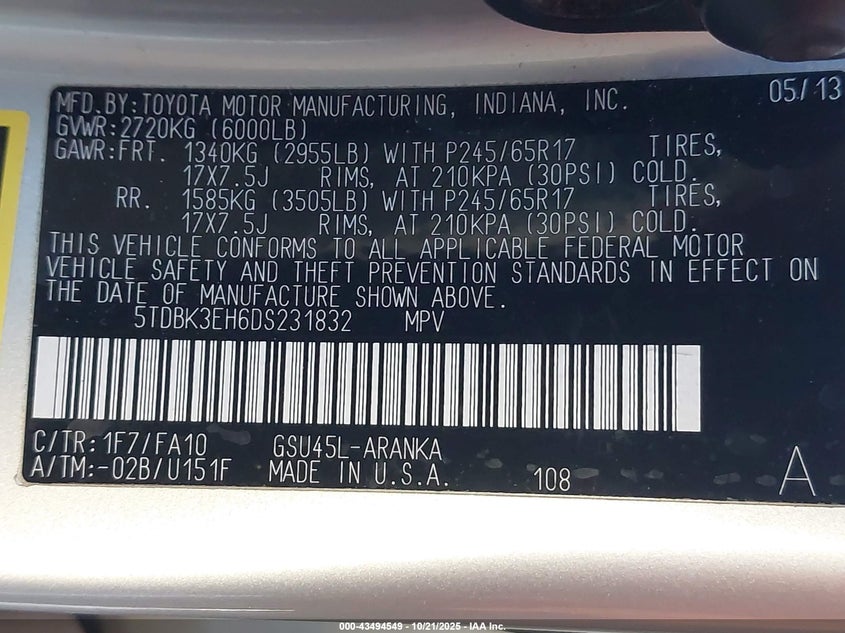 MFD.BY:TOYOTA MOTOR MANUFACTURING, INDIANA, INC. 05/13
GVWR:2720KG (6000LB)
GAWR:FRT. 1340KG (2955LB) WITH P245/65R17 TIRES,
17X7.5J RIMS, AT 210KPA (30PSI) COLD.
RR. 1585KG (3505LB) WITH P245/65R17 TIRES,
17X7.5J RIMS, AT 210KPA (30PSI) COLD.
THIS VEHICLE CONFORMS TO ALL APPLICABLE FEDERAL MOTOR
VEHICLE SAFETY AND THEFT PREVENTION STANDARDS IN EFFECT ON
THE DATE OF MANUFACTURE SHOWN ABOVE.
5TDBK3EH6DS231832 MPV
C/TR:1F7/FA10 GSU45L-ARANKA
A/TM:-02B/U151F MADE IN U.S.A. 108 A
000-43494549 - 10/21/2025 - IAA Inc.